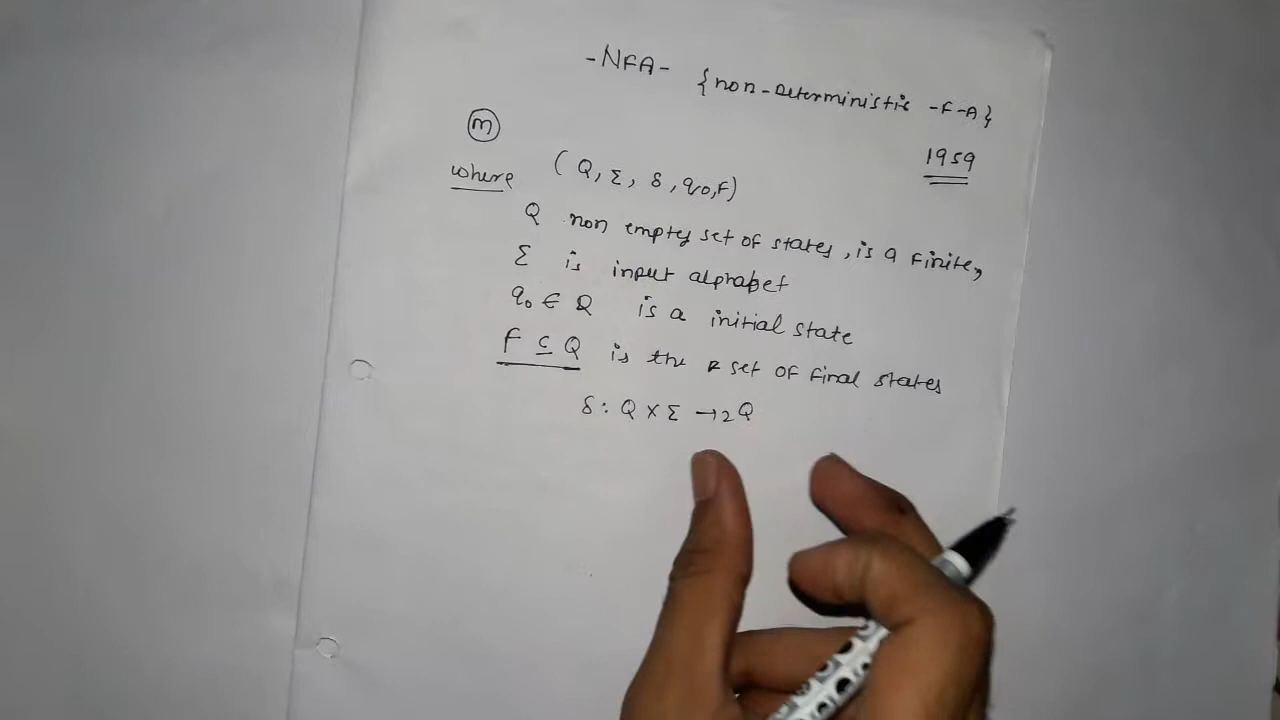 -NFA- {non-Deterministic -F-A}
1959
m
(Q, Σ, δ, q0, F)
where
Q non empty set of states, is a finite,
Σ is input alphabet
q0 ∈ Q is a initial state
F ⊆ Q is the set of final states
δ: Q × Σ → 2Q